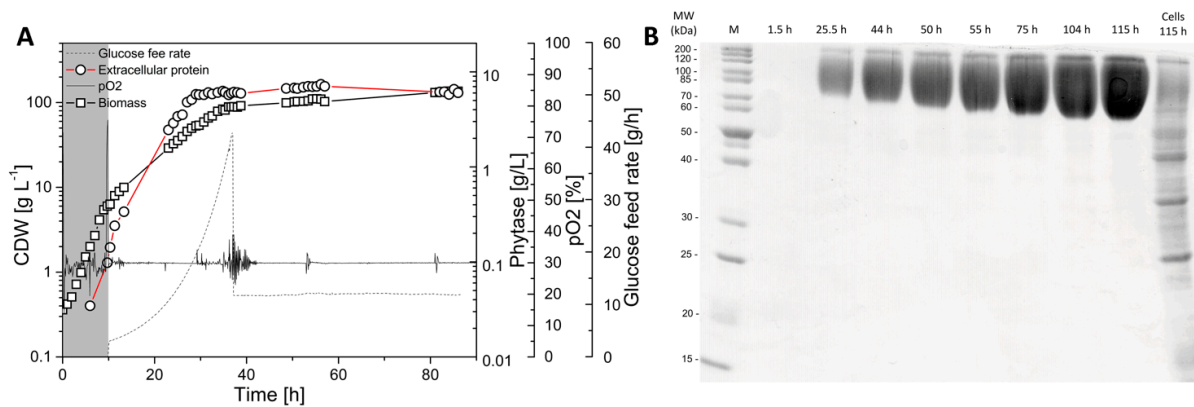 A
Glucose fee rate
Extracellular protein
pO2
Biomass
CDW [g L⁻¹]
100
10
1
0.1
0
20
40
60
80
Time [h]
10
1
0.1
0.01
Phytase [g/L]
100
90
80
70
60
50
40
30
20
10
0
pO2 [%]
60
50
40
30
20
10
0
Glucose feed rate [g/h]
B
MW
(kDa)
M
1.5 h
25.5 h
44 h
50 h
55 h
75 h
104 h
115 h
Cells
115 h
200 -
120 -
100 -
85 -
70 -
60 -
50 -
40 -
30 -
25 -
20 -
15 -